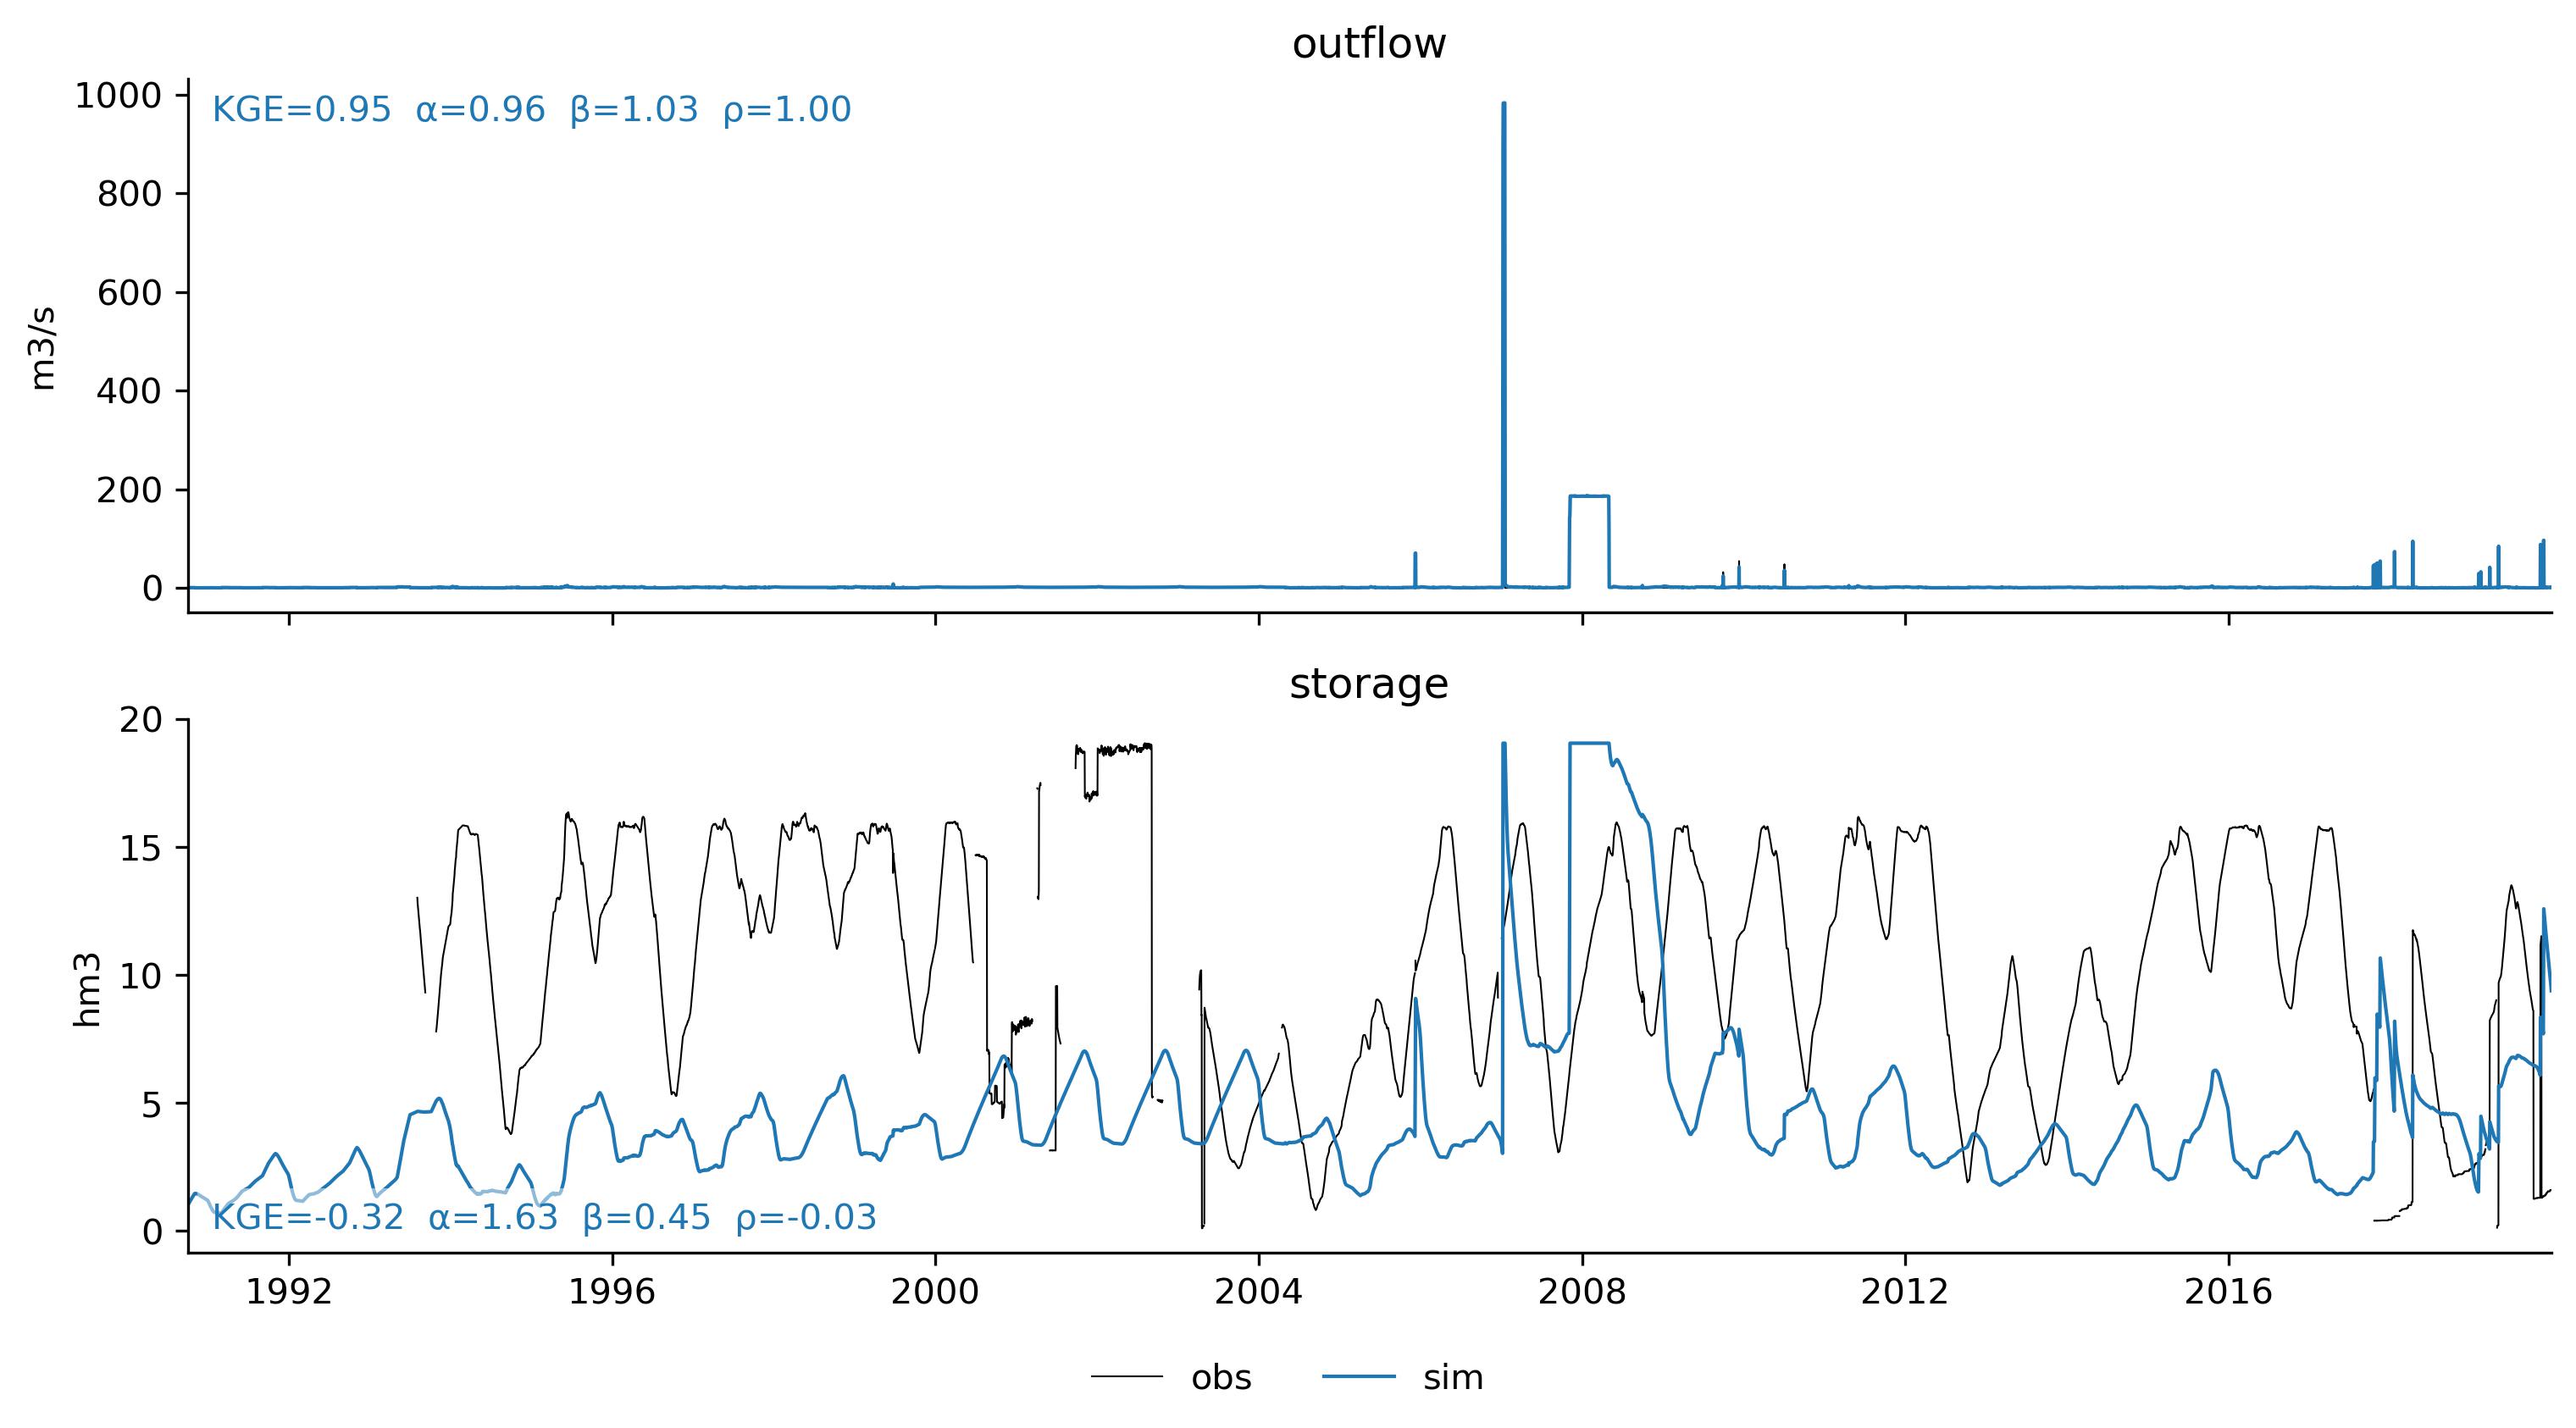 outflow
KGE=0.95 α=0.96 β=1.03 ρ=1.00
1000
800
600
400
200
0
m3/s
storage
20
15
10
5
0
hm3
KGE=-0.32 α=1.63 β=0.45 ρ=-0.03
1992 1996 2000 2004 2008 2012 2016
obs sim